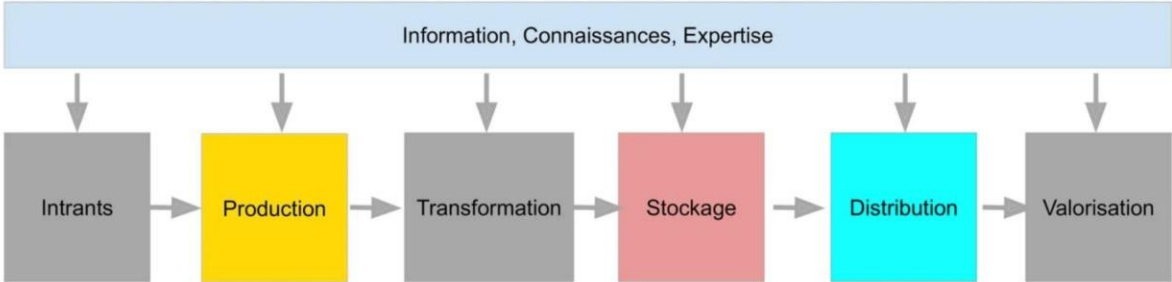 Information, Connaissances, Expertise
Intrants
Production
Transformation
Stockage
Distribution
Valorisation